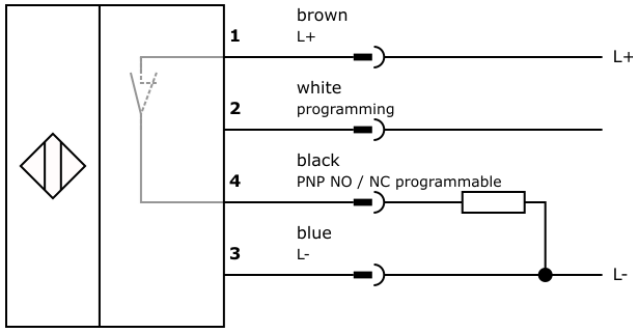 brown
1
L+
L+
white
2
programming
black
4
PNP NO / NC programmable
blue
3
L-
L-